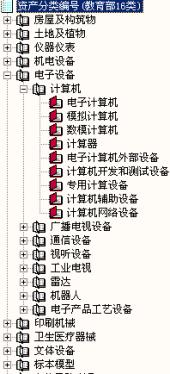 资产分类编号(教育部16类)
房屋及构筑物
土地及植物
仪器仪表
机电设备
电子设备
计算机
电子计算机
模拟计算机
数模计算机
计算器
电子计算机外部设备
计算机开发和测试设备
专用计算设备
计算机辅助设备
计算机网络设备
广播电视设备
通信设备
视听设备
工业电视
雷达
机器人
电子产品工艺设备
印刷机械
卫生医疗器械
文体设备
标本模型